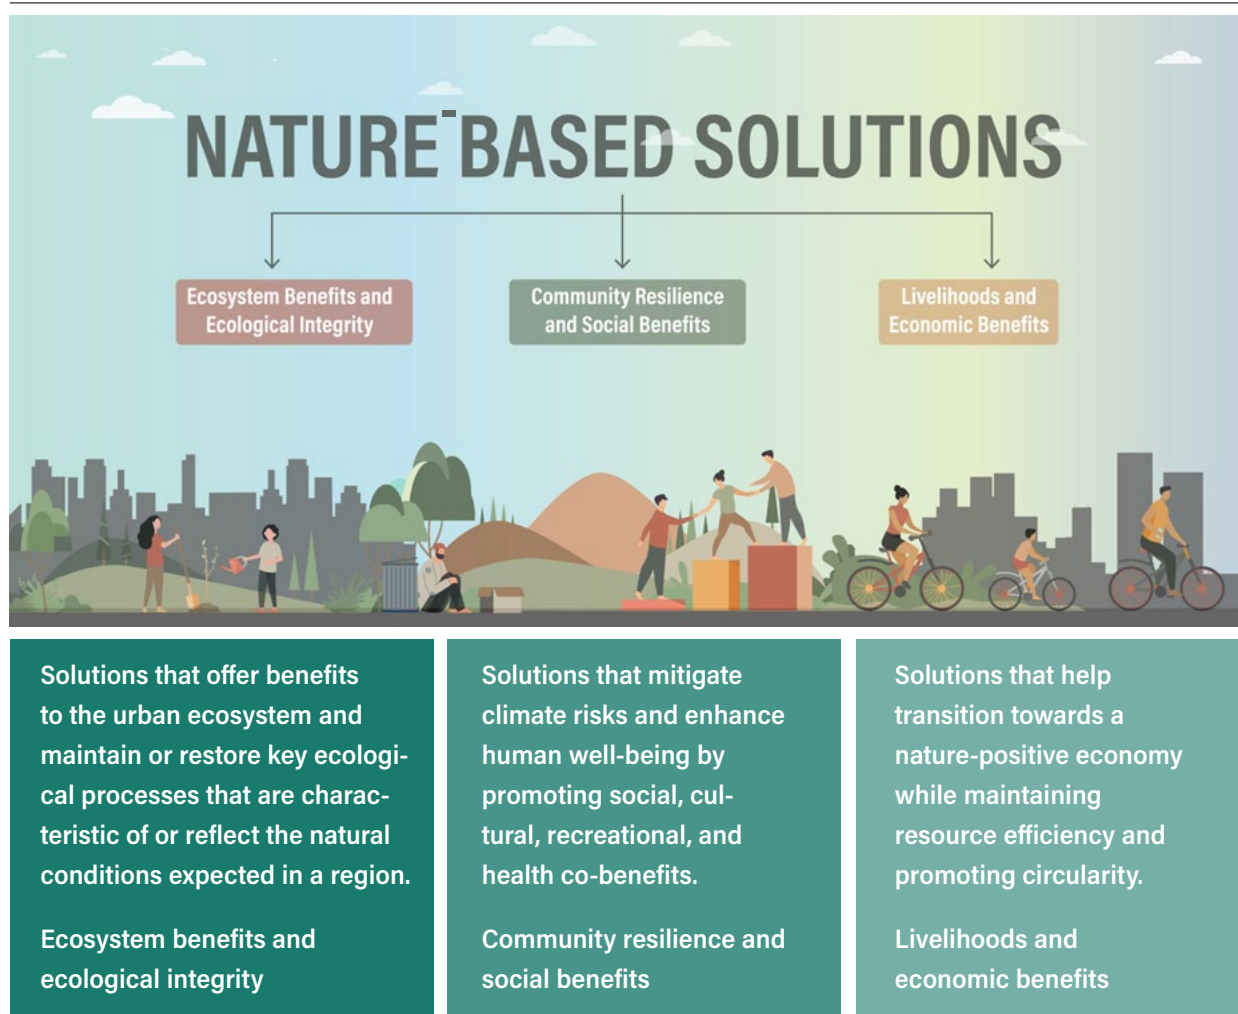 NATURE-BASED SOLUTIONS
Ecosystem Benefits and
Ecological Integrity
Community Resilience
and Social Benefits
Livelihoods and
Economic Benefits
Solutions that offer benefits
to the urban ecosystem and
maintain or restore key ecologi-
cal processes that are charac-
teristic of or reflect the natural
conditions expected in a region.
Ecosystem benefits and
ecological integrity
Solutions that mitigate
climate risks and enhance
human well-being by
promoting social, cul-
tural, recreational, and
health co-benefits.
Community resilience and
social benefits
Solutions that help
transition towards a
nature-positive economy
while maintaining
resource efficiency and
promoting circularity.
Livelihoods and
economic benefits